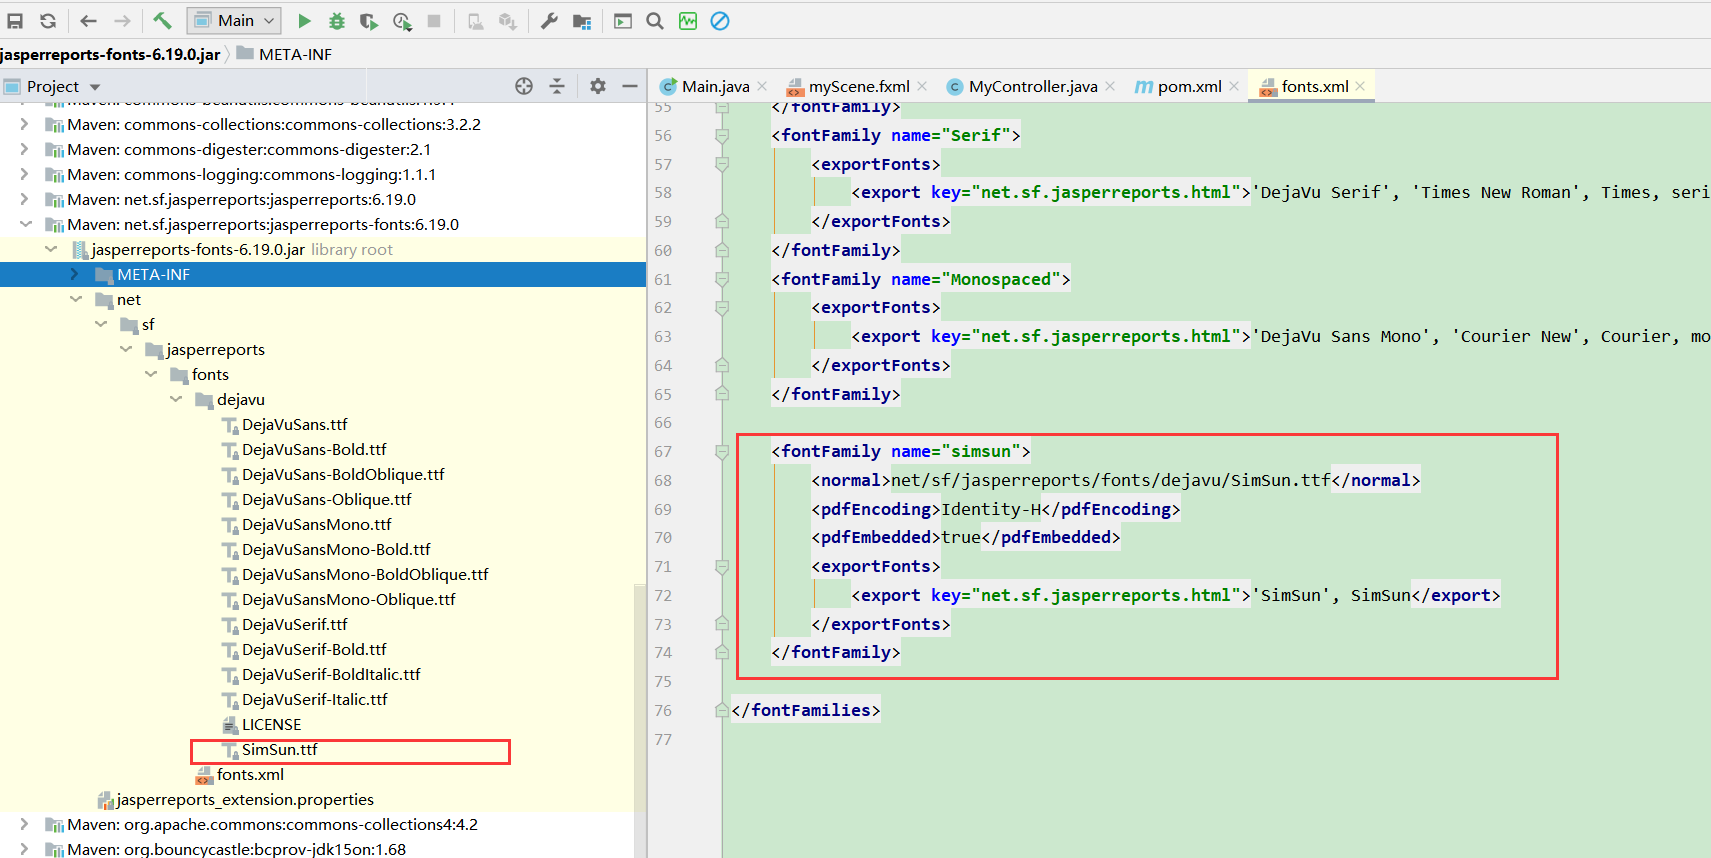 Main
jasperreports-fonts-6.19.0.jar
META-INF
Project
Main.java
myScene.fxml
MyController.java
pom.xml
fonts.xml
Maven: commons-collections:commons-collections:3.2.2
Maven: commons-digester:commons-digester:2.1
Maven: commons-logging:commons-logging:1.1.1
Maven: net.sf.jasperreports:jasperreports:6.19.0
Maven: net.sf.jasperreports:jasperreports-fonts:6.19.0
jasperreports-fonts-6.19.0.jar library root
META-INF
net
sf
jasperreports
fonts
dejavu
DejaVuSans.ttf
DejaVuSans-Bold.ttf
DejaVuSans-BoldOblique.ttf
DejaVuSans-Oblique.ttf
DejaVuSansMono.ttf
DejaVuSansMono-Bold.ttf
DejaVuSansMono-BoldOblique.ttf
DejaVuSansMono-Oblique.ttf
DejaVuSerif.ttf
DejaVuSerif-Bold.ttf
DejaVuSerif-BoldItalic.ttf
DejaVuSerif-Italic.ttf
LICENSE
SimSun.ttf
fonts.xml
jasperreports_extension.properties
Maven: org.apache.commons:commons-collections4:4.2
Maven: org.bouncycastle:bcprov-jdk15on:1.68
55 </fontFamily>
56 <fontFamily name="Serif">
57 <exportFonts>
58 <export key="net.sf.jasperreports.html">'DejaVu Serif', 'Times New Roman', Times, seri
59 </exportFonts>
60 </fontFamily>
61 <fontFamily name="Monospaced">
62 <exportFonts>
63 <export key="net.sf.jasperreports.html">'DejaVu Sans Mono', 'Courier New', Courier, mo
64 </exportFonts>
65 </fontFamily>
66
67 <fontFamily name="simsun">
68 <normal>net/sf/jasperreports/fonts/dejavu/SimSun.ttf</normal>
69 <pdfEncoding>Identity-H</pdfEncoding>
70 <pdfEmbedded>true</pdfEmbedded>
71 <exportFonts>
72 <export key="net.sf.jasperreports.html">'SimSun', SimSun</export>
73 </exportFonts>
74 </fontFamily>
75
76 </fontFamilies>
77